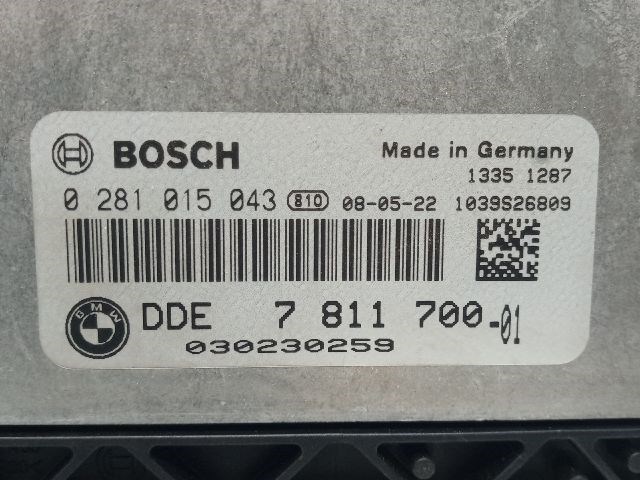 BOSCH
Made in Germany
1335 1287
0 281 015 043 810 08-05-22 1039S26809
BMW
DDE 7 811 700-01
030230259